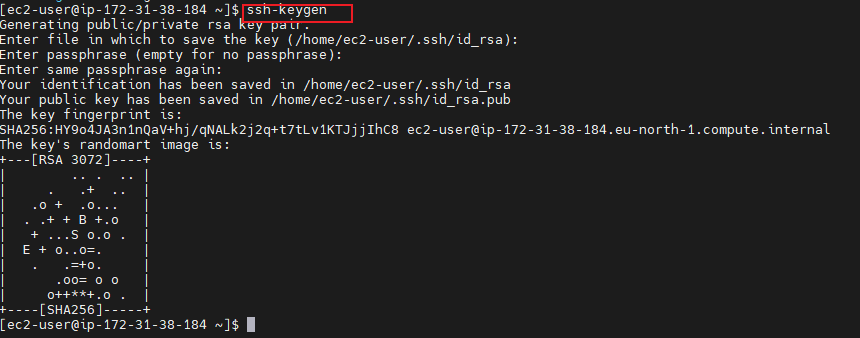 [ec2-user@ip-172-31-38-184 ~]$ ssh-keygen
Generating public/private rsa key pair.
Enter file in which to save the key (/home/ec2-user/.ssh/id_rsa):
Enter passphrase (empty for no passphrase):
Enter same passphrase again:
Your identification has been saved in /home/ec2-user/.ssh/id_rsa
Your public key has been saved in /home/ec2-user/.ssh/id_rsa.pub
The key fingerprint is:
SHA256:HY9o4JA3n1nQaV+hj/qNALk2j2q+t7tLv1KTJjjIhC8 ec2-user@ip-172-31-38-184.eu-north-1.compute.internal
The key's randomart image is:
+---[RSA 3072]----+
|        .. .  .. |
|     .   .+  ..  |
|   .o +  .o...   |
|  . .+ + B +.o   |
|   + ...S o.o .  |
|  E + o..o=.     |
|   .   .=+o.     |
|      .oo= o o   |
|     o++**+.o .  |
+----[SHA256]-----+
[ec2-user@ip-172-31-38-184 ~]$